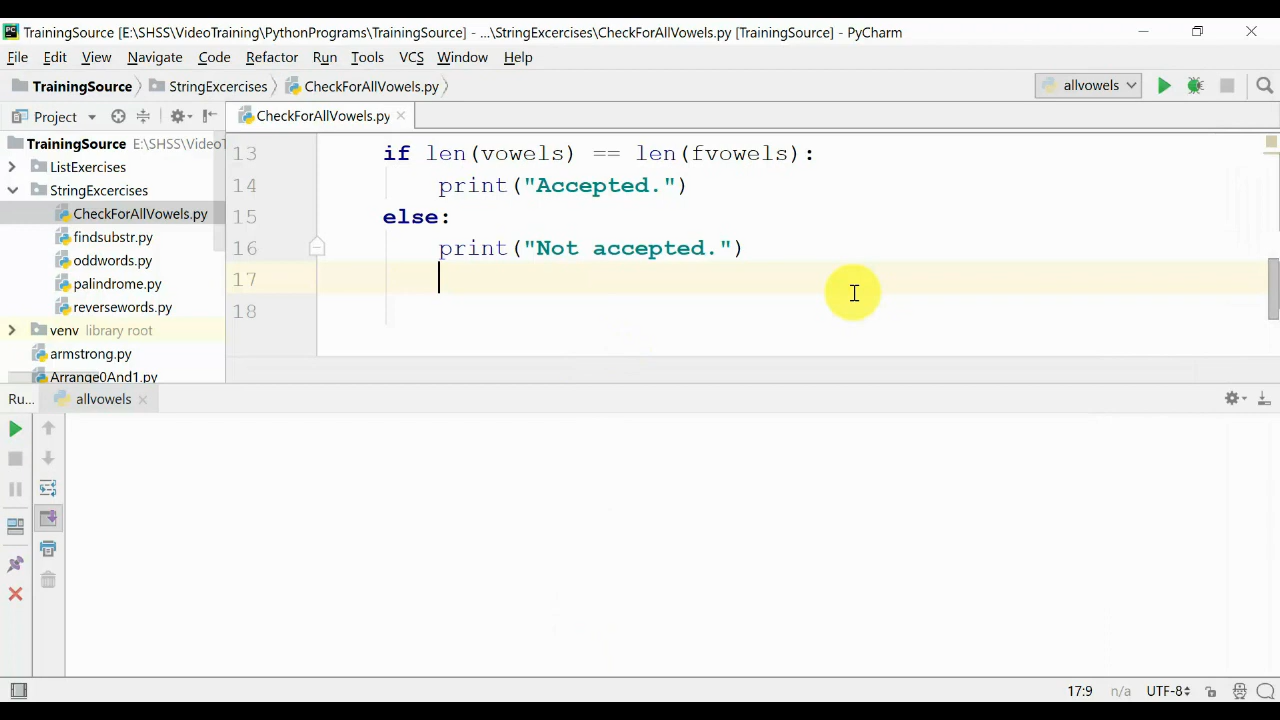 TrainingSource [E:\SHSS\VideoTraining\PythonPrograms\TrainingSource] - ...\StringExcercises\CheckForAllVowels.py [TrainingSource] - PyCharm
File Edit View Navigate Code Refactor Run Tools VCS Window Help
TrainingSource StringExcercises CheckForAllVowels.py allvowels
Project CheckForAllVowels.py
TrainingSource E:\SHSS\VideoT
ListExercises
StringExcercises
CheckForAllVowels.py
findsubstr.py
oddwords.py
palindrome.py
reversewords.py
venv library root
armstrong.py
Arrange0And1.py
13 if len(vowels) == len(fvowels):
14 print("Accepted.")
15 else:
16 print("Not accepted.")
17
18
Ru... allvowels
17:9 n/a UTF-8